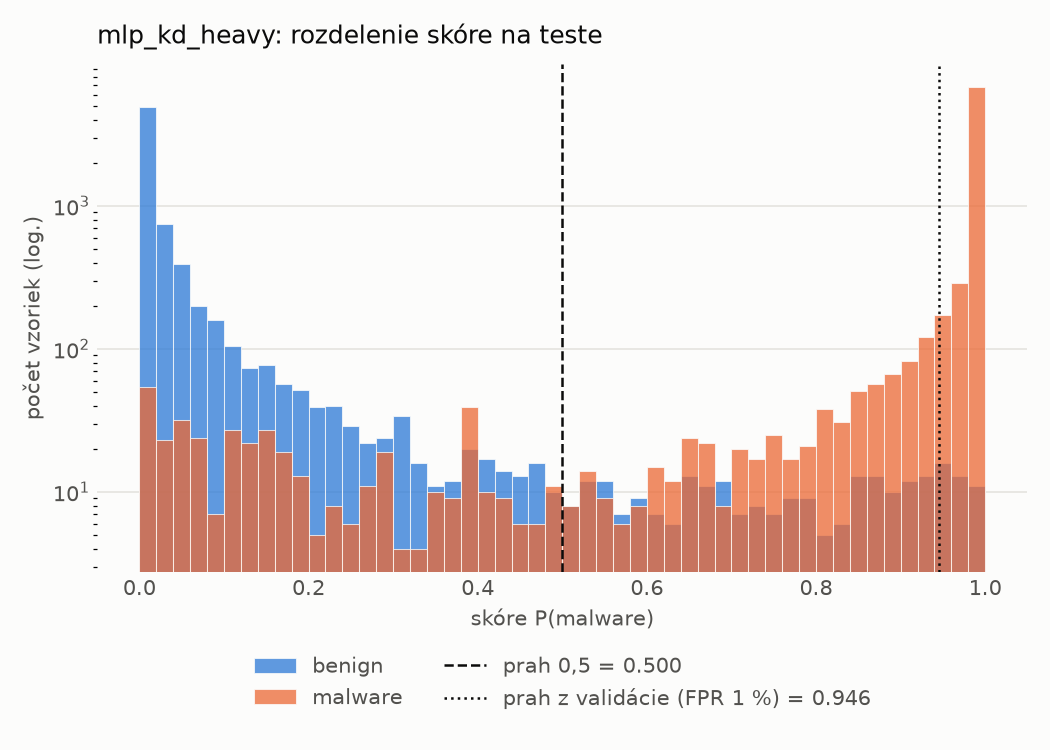 mlp_kd_heavy: rozdelenie skóre na teste
počet vzoriek (log.)
10³
10²
10¹
0.0 0.2 0.4 0.6 0.8 1.0
skóre P(malware)
benign
malware
prah 0,5 = 0.500
prah z validácie (FPR 1 %) = 0.946